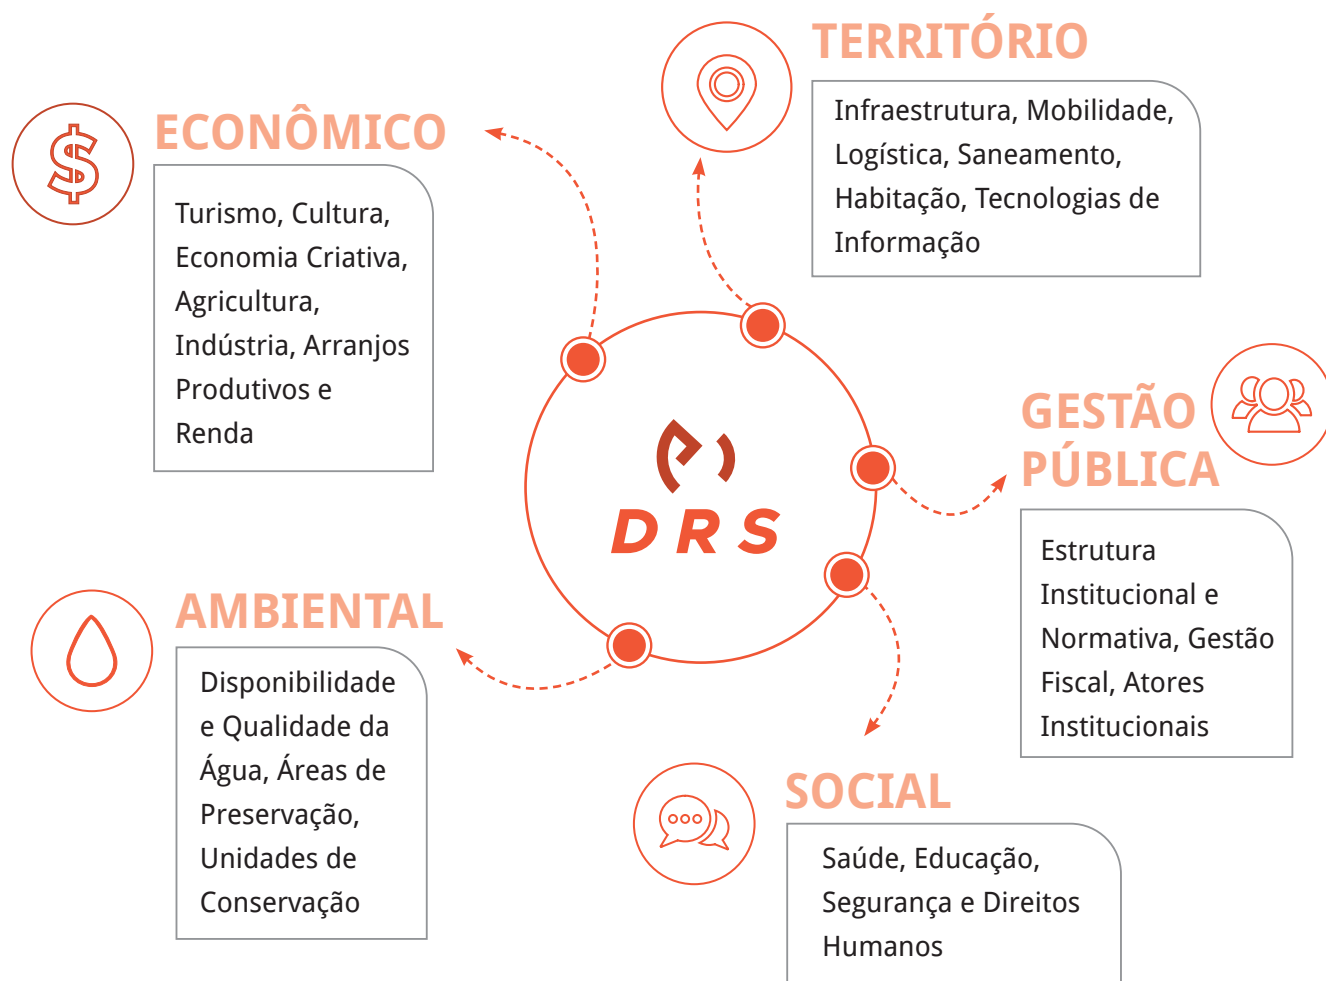 TERRITÓRIO
Infraestrutura, Mobilidade,
Logística, Saneamento,
Habitação, Tecnologias de
Informação
ECONÔMICO
Turismo, Cultura,
Economia Criativa,
Agricultura,
Indústria, Arranjos
Produtivos e
Renda
GESTÃO
PÚBLICA
Estrutura
Institucional e
Normativa, Gestão
Fiscal, Atores
Institucionais
DRS
AMBIENTAL
Disponibilidade
e Qualidade da
Água, Áreas de
Preservação,
Unidades de
Conservação
SOCIAL
Saúde, Educação,
Segurança e Direitos
Humanos